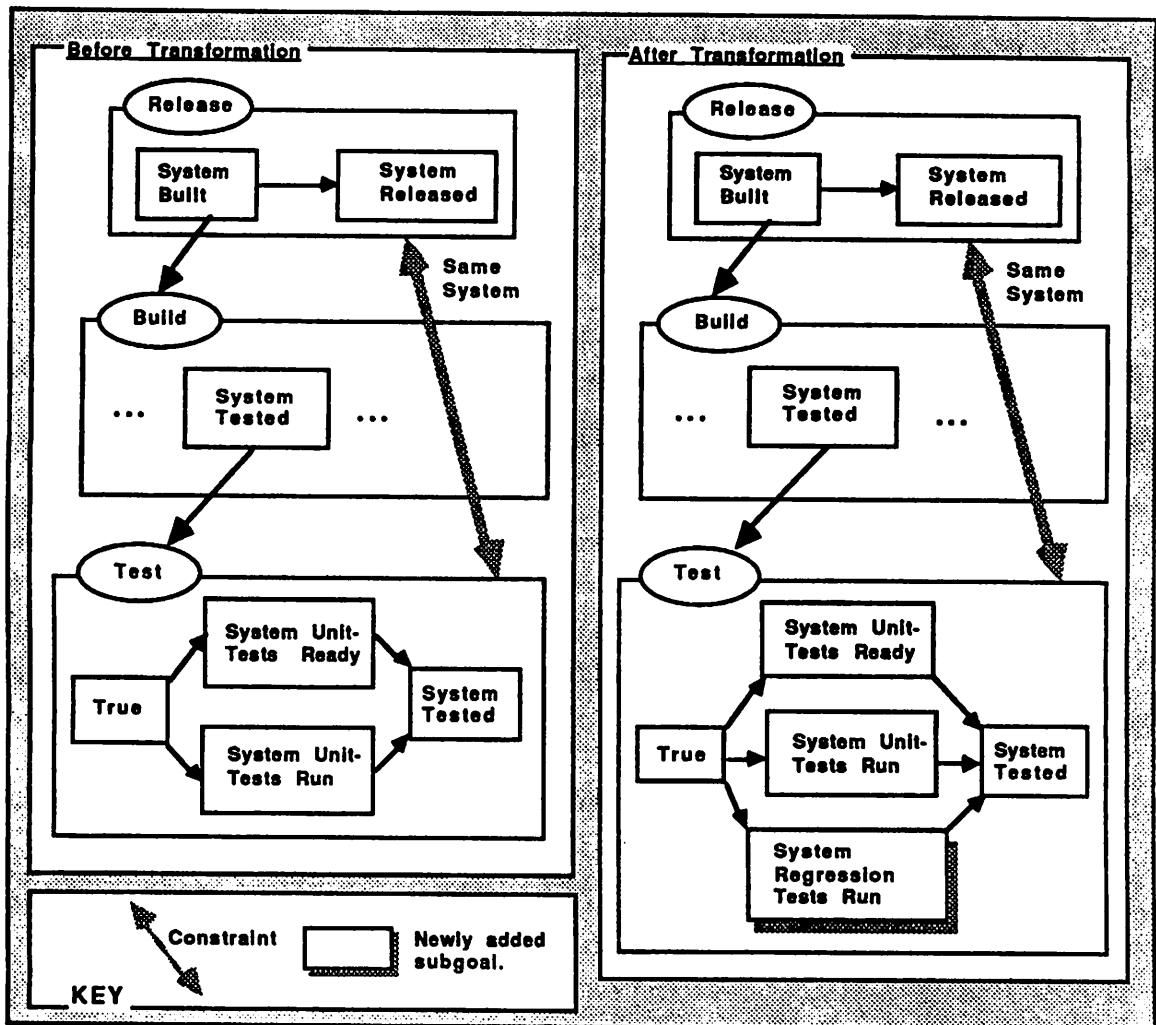 Before Transformation
Release
System
Built
System
Released
Same
System
Build
...
System
Tested
...
Test
System Unit-
Tests Ready
True
System
Tested
System Unit-
Tests Run
After Transformation
Release
System
Built
System
Released
Same
System
Build
...
System
Tested
...
Test
System Unit-
Tests Ready
True
System Unit-
Tests Run
System
Tested
System
Regression
Tests Run
Constraint
Newly added
subgoal.
KEY